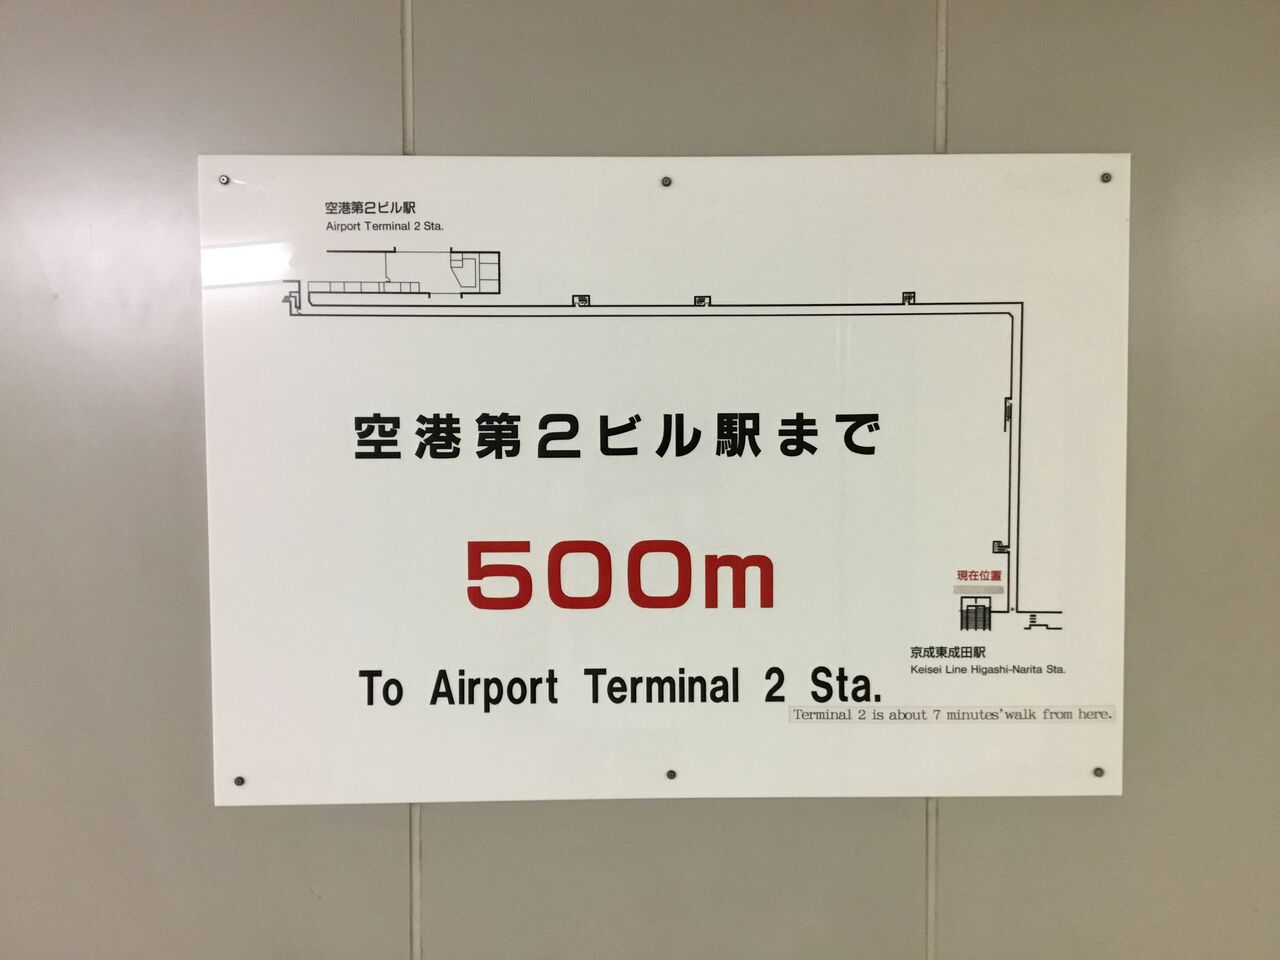 空港第2ビル駅
Airport Terminal 2 Sta.
空港第2ビル駅まで
500m
To Airport Terminal 2 Sta.
現在位置
京成東成田駅
Keisei Line Higashi-Narita Sta.
Terminal 2 is about 7 minutes' walk from here.